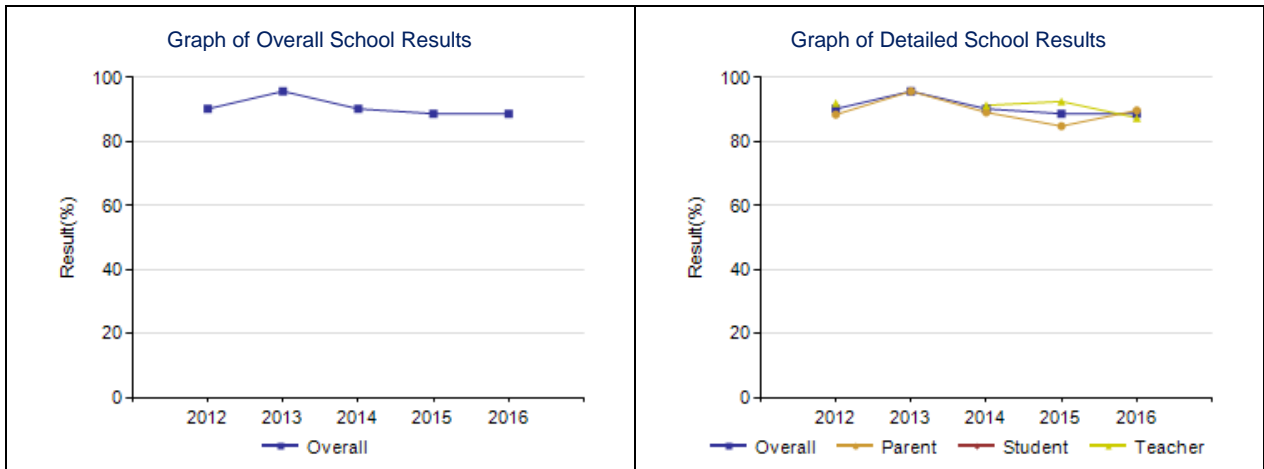 Graph of Overall School Results
100
80
60
40
20
0
Result(%)
2012 2013 2014 2015 2016
Overall
Graph of Detailed School Results
100
80
60
40
20
0
Result(%)
2012 2013 2014 2015 2016
Overall Parent Student Teacher